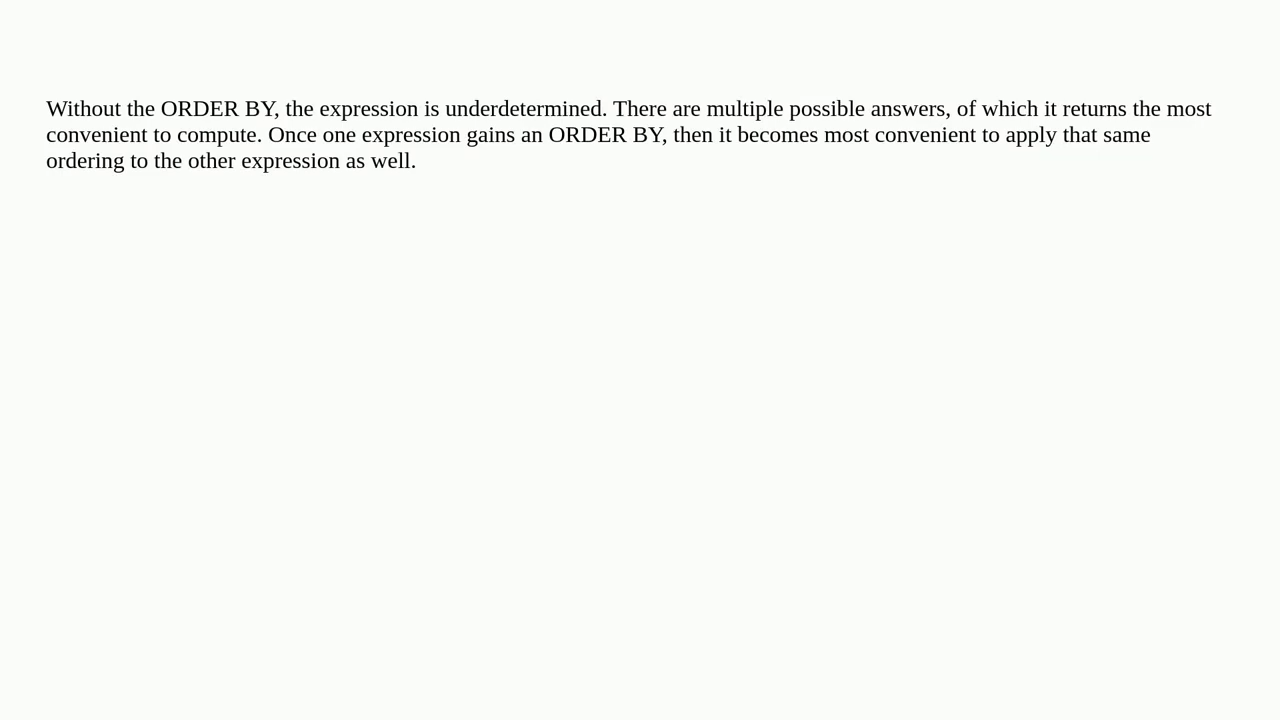 Without the ORDER BY, the expression is underdetermined. There are multiple possible answers, of which it returns the most
convenient to compute. Once one expression gains an ORDER BY, then it becomes most convenient to apply that same
ordering to the other expression as well.